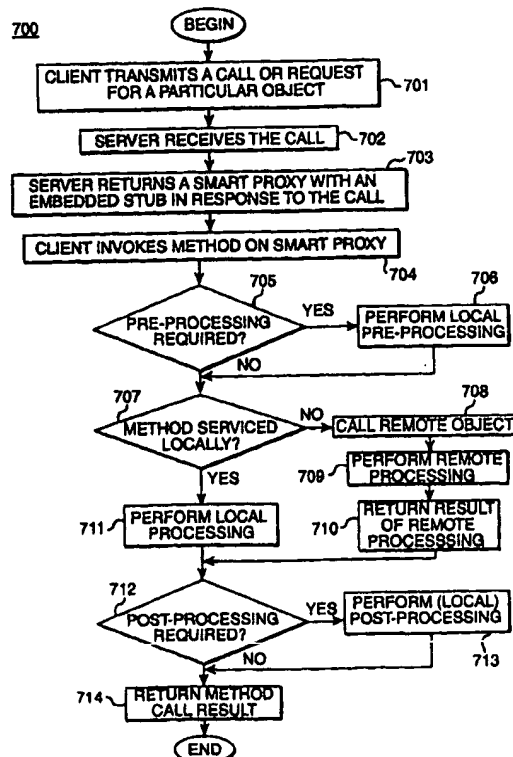 700
BEGIN
CLIENT TRANSMITS A CALL OR REQUEST
FOR A PARTICULAR OBJECT
701
SERVER RECEIVES THE CALL
702
703
SERVER RETURNS A SMART PROXY WITH AN
EMBEDDED STUB IN RESPONSE TO THE CALL
CLIENT INVOKES METHOD ON SMART PROXY
704
705
PRE-PROCESSING
REQUIRED?
YES
706
PERFORM LOCAL
PRE-PROCESSING
NO
707
METHOD SERVICED
LOCALLY?
NO
708
CALL REMOTE OBJECT
709
PERFORM REMOTE
PROCESSING
YES
711
PERFORM LOCAL
PROCESSING
710
RETURN RESULT
OF REMOTE
PROCESSSING
712
POST-PROCESSING
REQUIRED?
YES
PERFORM (LOCAL)
POST-PROCESSING
713
NO
714
RETURN METHOD
CALL RESULT
END